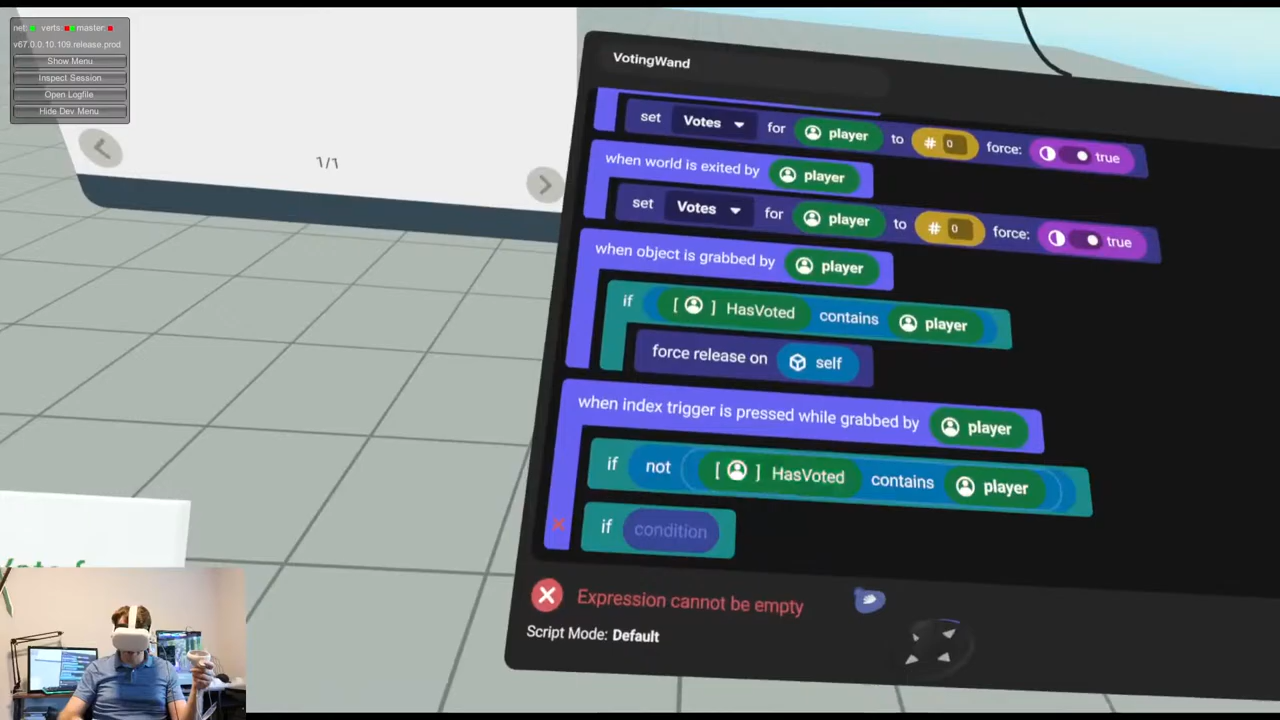 net: verts: master:
v67.0.0.10.109.release.prod
Show Menu
Inspect Session
Open Logfile
Hide Dev Menu
1/1
VotingWand
set Votes for player to # 0 force: true
when world is exited by player
set Votes for player to # 0 force: true
when object is grabbed by player
if [ ] HasVoted contains player
force release on self
when index trigger is pressed while grabbed by player
if not [ ] HasVoted contains player
if condition
Expression cannot be empty
Script Mode: Default